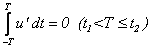 ∫_{-T}^{T} u' dt = 0 (t₁<T≤t₂)